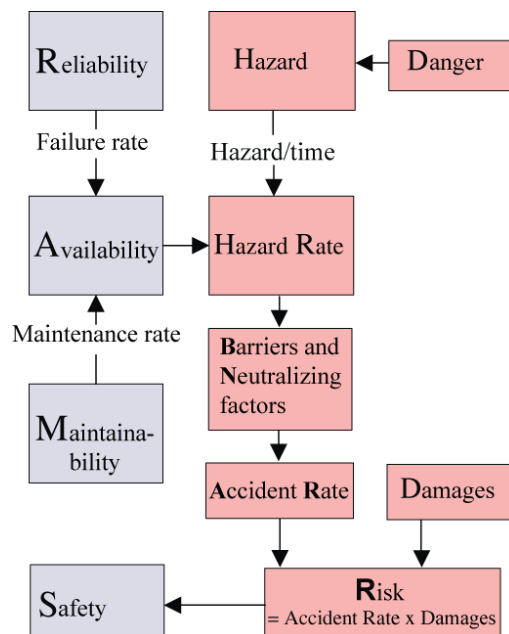 Reliability
Hazard
Danger
Failure rate
Hazard/time
Availability
Hazard Rate
Maintenance rate
Barriers and
Neutralizing
factors
Maintaina-
bility
Accident Rate
Damages
Safety
Risk
= Accident Rate x Damages